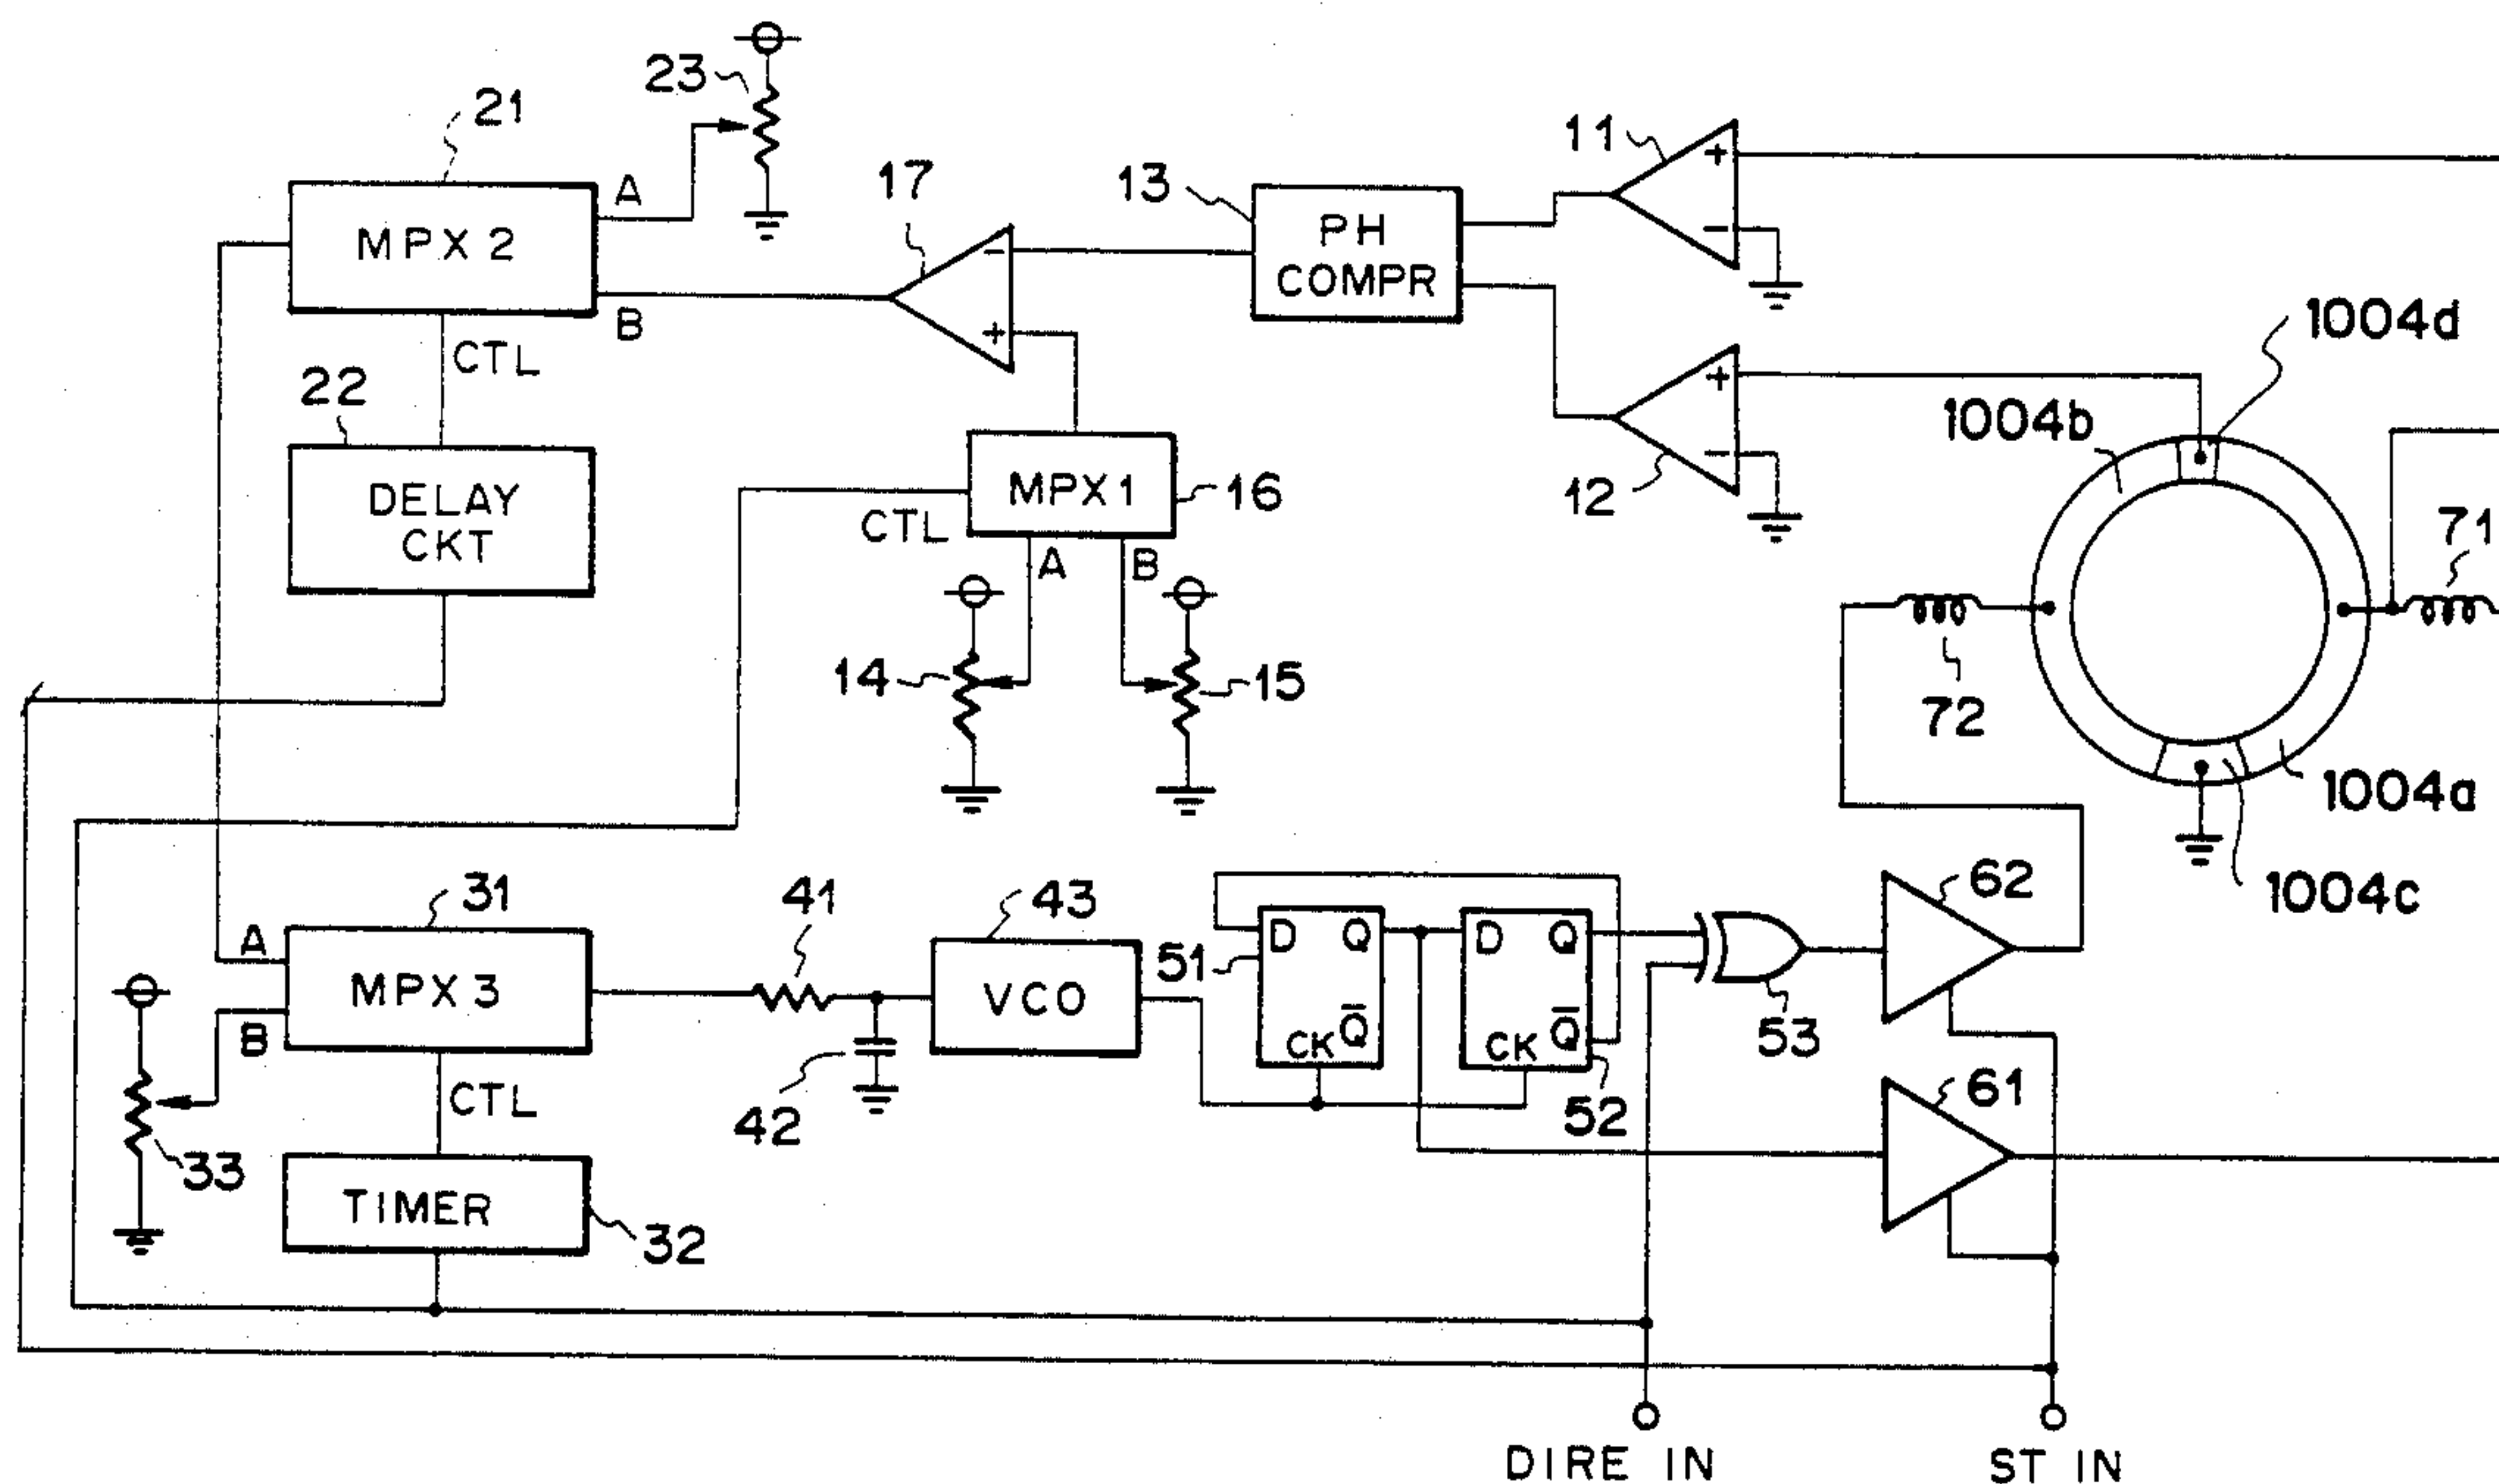 23
21
11
17
13
+
A
PH
COMPR
MPX 2
-
-
1004d
B
+
CTL
+
1004b
22
MPX 1
16
12
-
DELAY
CKT
CTL
71
A
B
14
15
72
1004a
31
41
43
62
1004c
A
D
Q
D
Q
51
MPX 3
VCO
B
CK
Q̅
CK
Q̅
53
CTL
42
52
61
33
TIMER
32
DIRE IN
ST IN